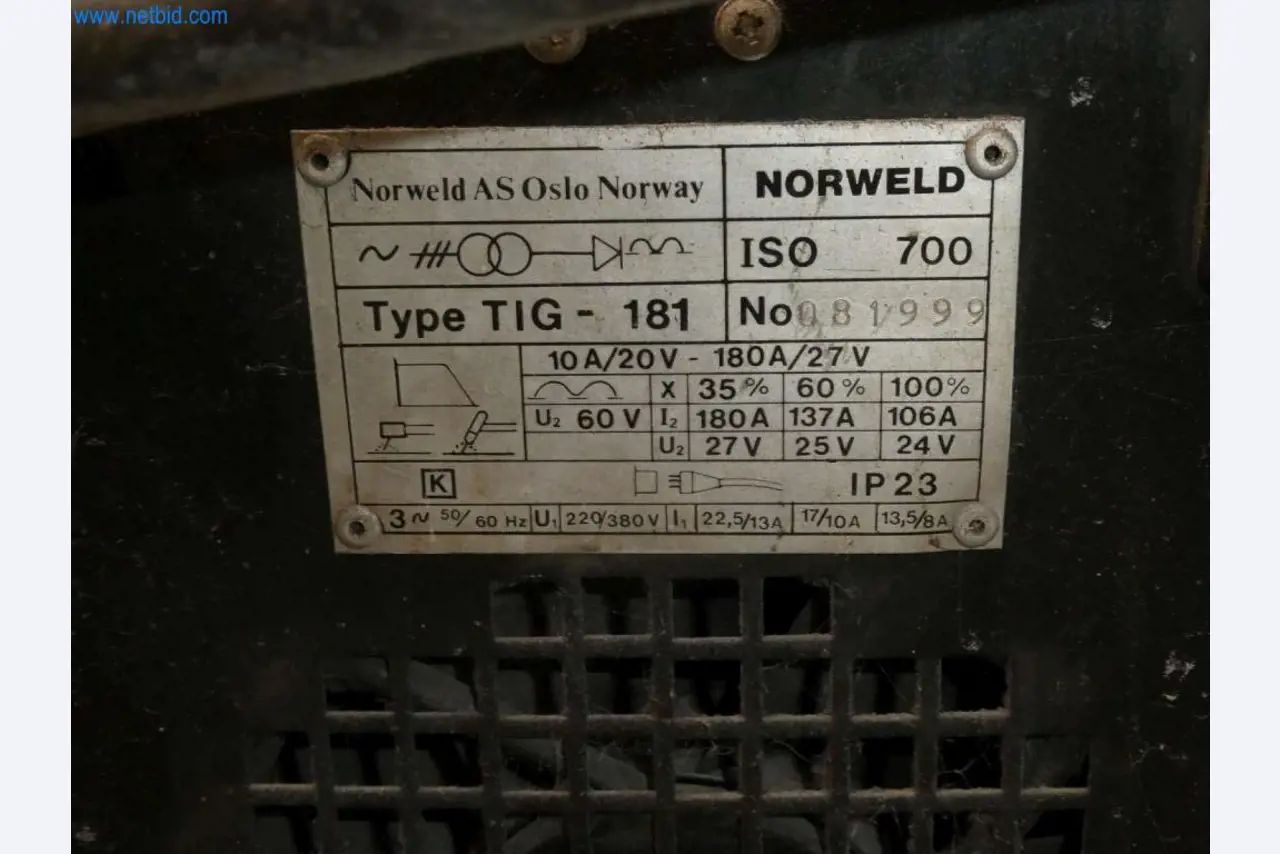 www.netbid.com
Norweld AS Oslo Norway
NORWELD
ISO 700
Type TIG - 181
No 081999
10A/20V - 180A/27V
X 35% 60% 100%
U2 60V I2 180A 137A 106A
U2 27V 25V 24V
K
IP23
3~ 50/60 Hz U1 220/380V I1 22,5/13A 17/10A 13,5/8A